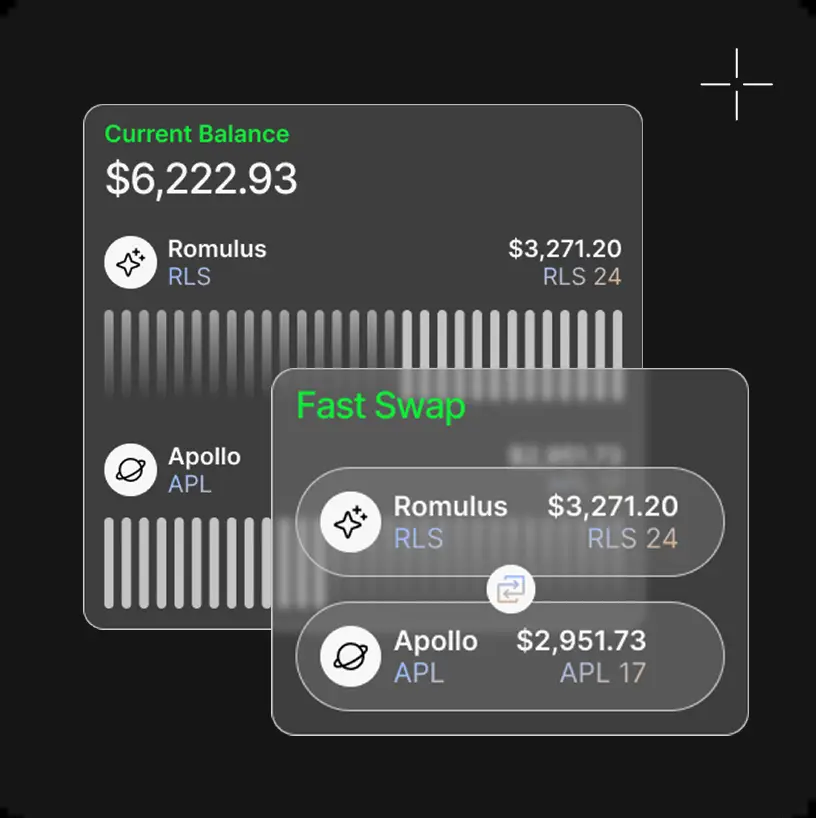 Current Balance
$6,222.93
Romulus $3,271.20
RLS RLS 24
Fast Swap
Apollo
APL
Romulus $3,271.20
RLS RLS 24
Apollo $2,951.73
APL APL 17